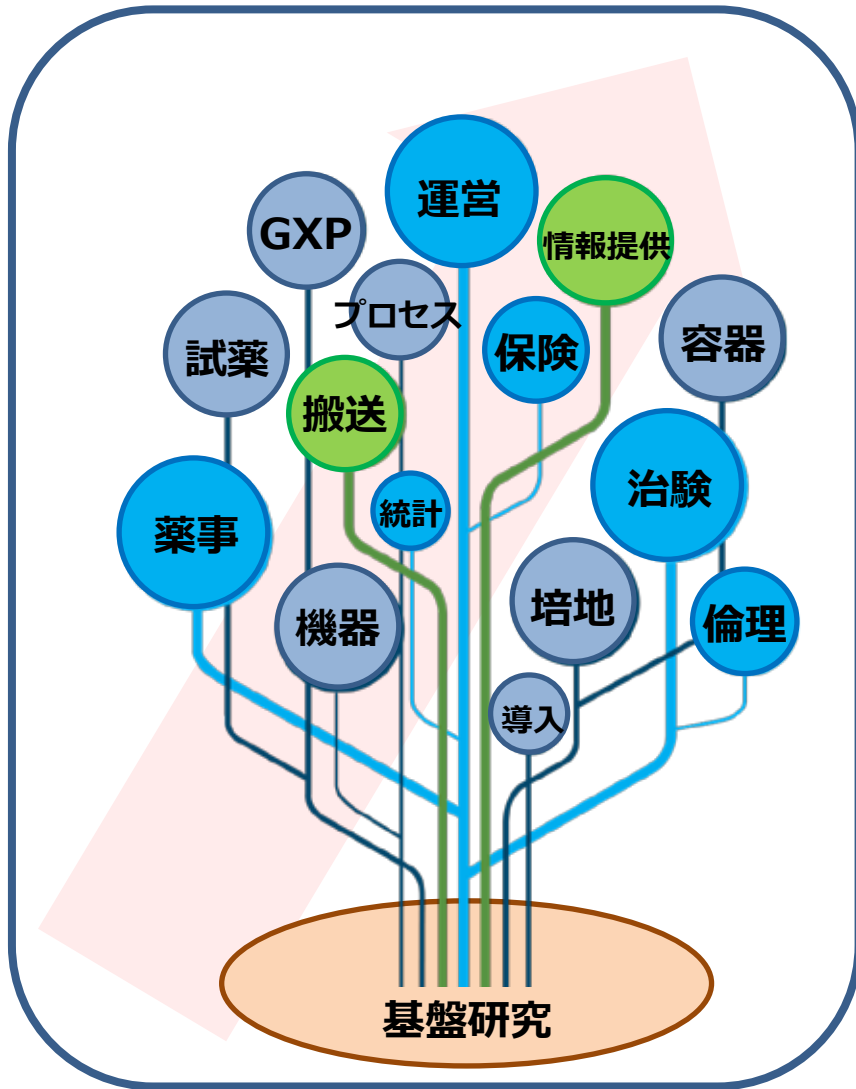 運営
GXP
情報提供
プロセス
試薬
保険
容器
搬送
治験
統計
薬事
培地
機器
倫理
導入
基盤研究